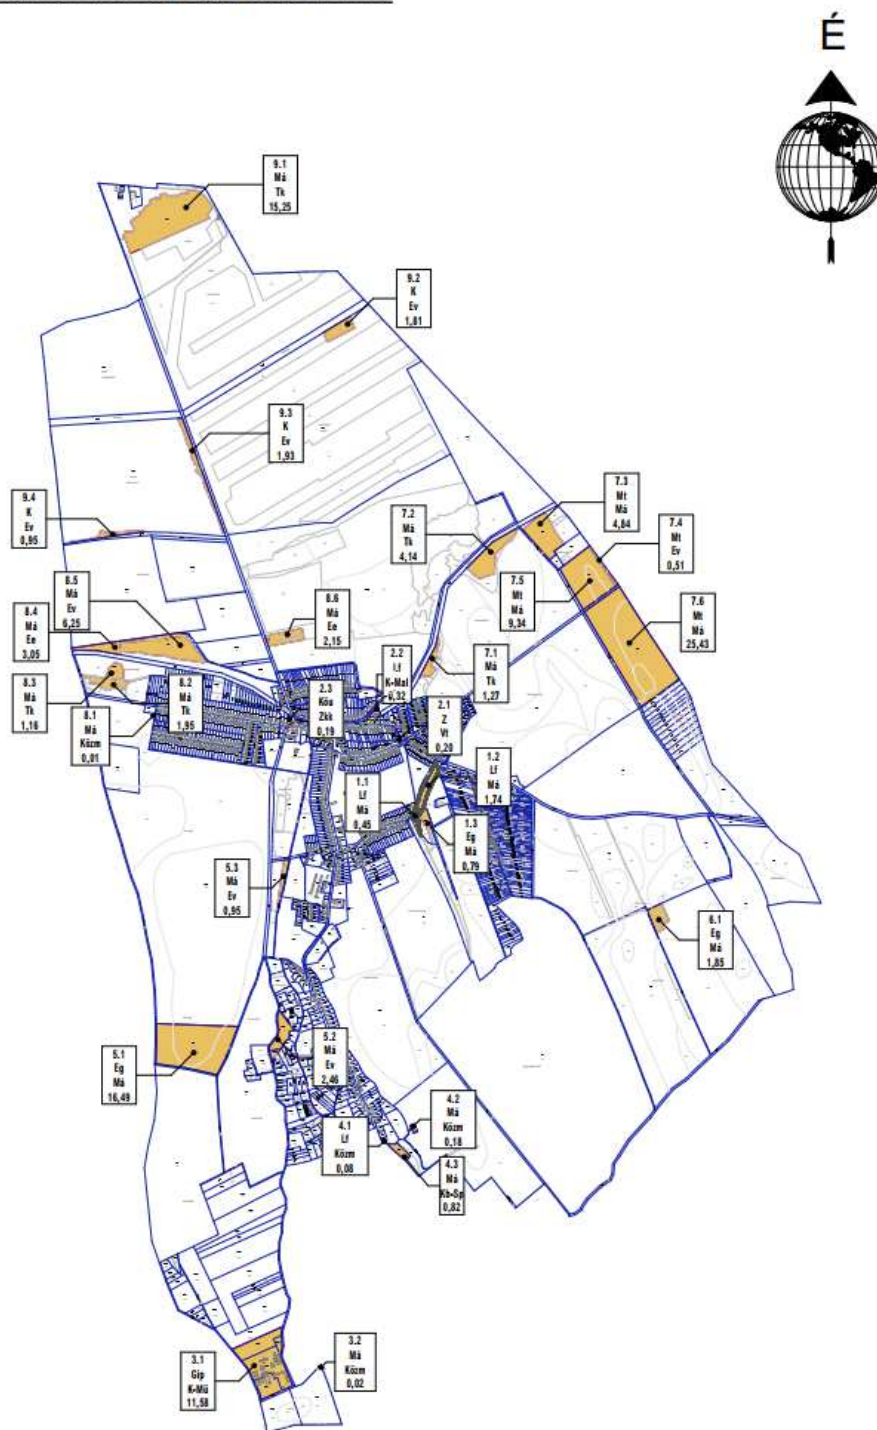 É
9.1
Má
Tk
15,25
9.2
K
Ev
1,81
9.3
K
Ev
1,93
9.4
K
Ev
0,95
7.3
Mt
Má
4,84
7.2
Má
Tk
4,14
7.4
Mt
Ev
0,51
7.5
Mt
Má
9,34
7.6
Mt
Má
25,43
8.5
Má
Ev
6,25
8.4
Má
Ee
3,05
8.6
Má
Ee
2,15
8.3
Má
Tk
1,16
8.2
Má
Tk
1,95
8.1
Má
Közm
0,01
2.2
Lf
K-Mal
0,32
2.3
Köu
Zkk
0,19
7.1
Má
Tk
1,27
2.1
Z
Vt
0,20
1.2
Lf
Má
1,74
1.1
Lf
Má
0,45
1.3
Eg
Má
0,79
5.3
Má
Ev
0,95
6.1
Eg
Má
1,85
5.1
Eg
Má
16,49
5.2
Má
Ev
2,46
4.2
Má
Közm
0,18
4.1
Lf
Közm
0,08
4.3
Má
Kb-Sp
0,82
3.1
Gip
K-Mü
11,58
3.2
Má
Közm
0,02